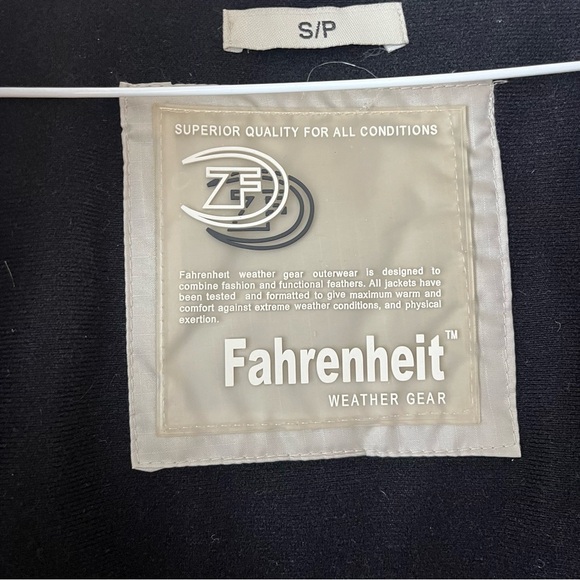 S/P
SUPERIOR QUALITY FOR ALL CONDITIONS
ZF
ZF
Fahrenheit weather gear outerwear is designed to
combine fashion and functional feathers. All jackets have
been tested and formatted to give maximum warm and
comfort against extreme weather conditions, and physical
exertion.
Fahrenheit™
WEATHER GEAR